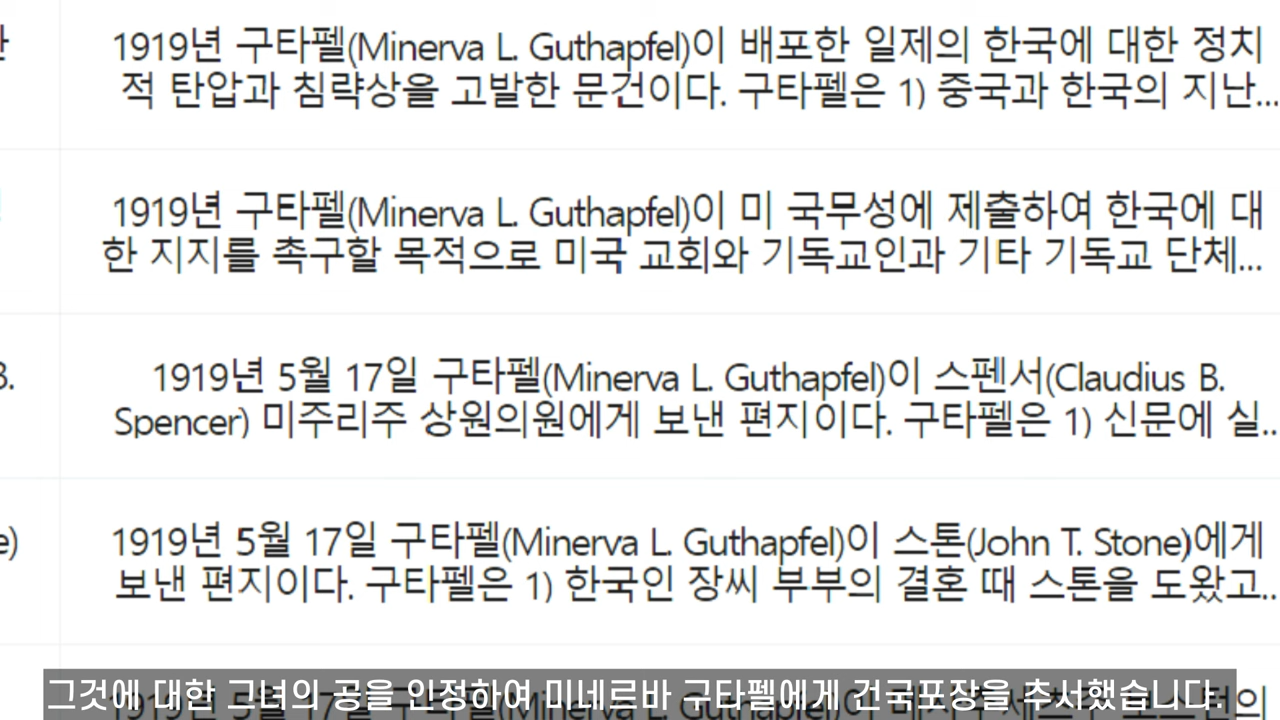 1919년 구타펠(Minerva L. Guthapfel)이 배포한 일제의 한국에 대한 정치
적 탄압과 침략상을 고발한 문건이다. 구타펠은 1) 중국과 한국의 지난...
1919년 구타펠(Minerva L. Guthapfel)이 미 국무성에 제출하여 한국에 대
한 지지를 촉구할 목적으로 미국 교회와 기독교인과 기타 기독교 단체...
B.
1919년 5월 17일 구타펠(Minerva L. Guthapfel)이 스펜서(Claudius B.
Spencer) 미주리주 상원의원에게 보낸 편지이다. 구타펠은 1) 신문에 실...
e)
1919년 5월 17일 구타펠(Minerva L. Guthapfel)이 스톤(John T. Stone)에게
보낸 편지이다. 구타펠은 1) 한국인 장씨 부부의 결혼 때 스톤을 도왔고...
그것에 대한 그녀의 공을 인정하여 미네르바 구타펠에게 건국포장을 추서했습니다.